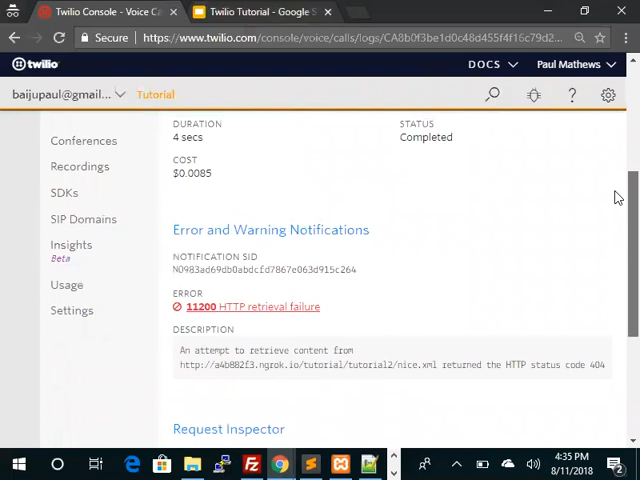 Twilio Console - Voice Ca
Twilio Tutorial - Google S
Secure
https://www.twilio.com/console/voice/calls/logs/CA8b0f3be1d0c4d455f4f16c79d2...
twilio
DOCS
Paul Mathews
baijupaul@gmail...
Tutorial
DURATION
STATUS
4 secs
Completed
COST
$0.0085
Conferences
Recordings
SDKs
SIP Domains
Insights
Beta
Usage
Settings
Error and Warning Notifications
NOTIFICATION SID
NO983ad69db0abdcfd7867e063d915c264
ERROR
11200 HTTP retrieval failure
DESCRIPTION
An attempt to retrieve content from
http://a4b882f3.ngrok.io/tutorial/tutorial2/nice.xml returned the HTTP status code 404
Request Inspector
4:35 PM
8/11/2018
2